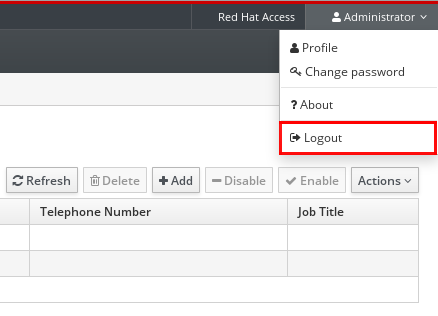 Red Hat Access Administrator
Profile
Change password
? About
Logout
Refresh Delete Add Disable Enable Actions
Telephone Number Job Title